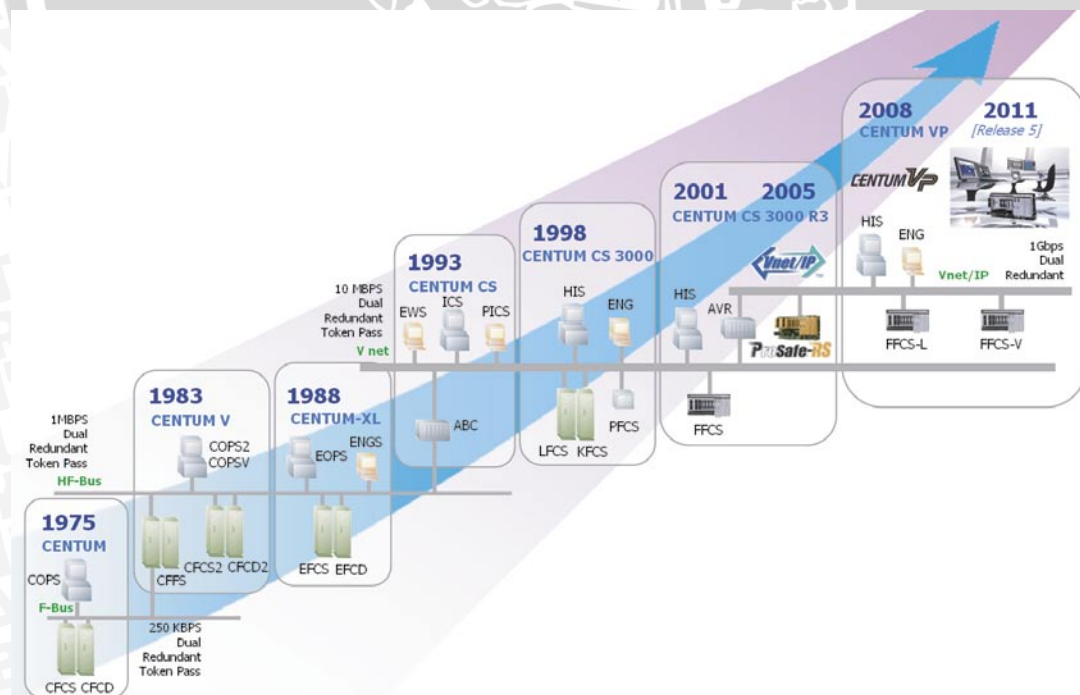 1975
CENTUM
COPS
F-Bus
CFCS CFCD
250 KBPS
Dual
Redundant
Token Pass
1MBPS
Dual
Redundant
Token Pass
HF-Bus
1983
CENTUM V
COPS2
COPSV
CFFS
CFCS2 CFCD2
1988
CENTUM-XL
EOPS
ENGS
EFCS EFCD
10 MBPS
Dual
Redundant
Token Pass
V net
1993
CENTUM CS
EWS
ICS
PICS
ABC
1998
CENTUM CS 3000
HIS
ENG
LFCS KFCS
PFCS
2001 2005
CENTUM CS 3000 R3
Vnet/IP
HIS
AVR
ProSafe-RS
FFCS
2008 2011
CENTUM VP [Release 5]
CENTUM VP
HIS
ENG
Vnet/IP
1Gbps
Dual
Redundant
FFCS-L
FFCS-V